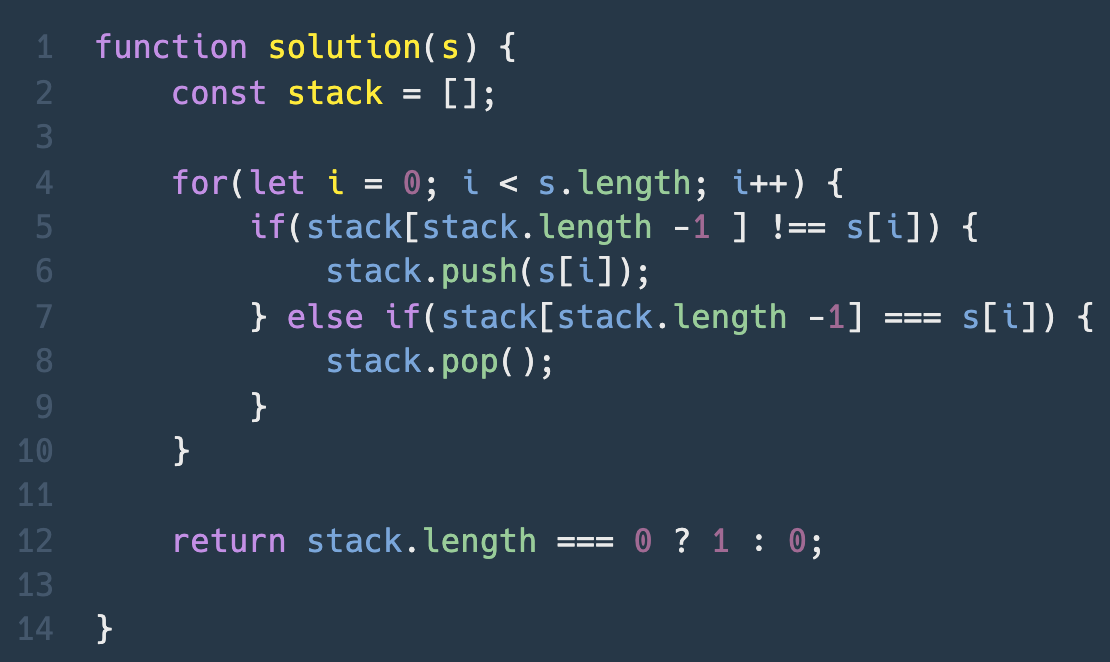 1 function solution(s) {
2     const stack = [];
3
4     for(let i = 0; i < s.length; i++) {
5         if(stack[stack.length -1 ] !== s[i]) {
6             stack.push(s[i]);
7         } else if(stack[stack.length -1] === s[i]) {
8             stack.pop();
9         }
10     }
11
12     return stack.length === 0 ? 1 : 0;
13
14 }